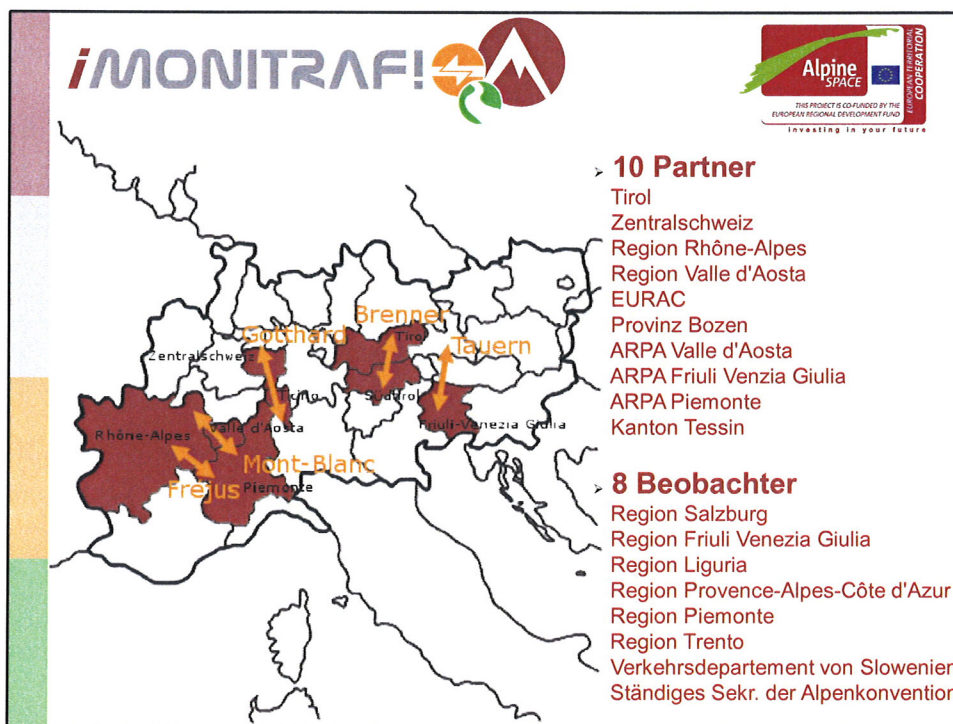 iMONITRAF!
Alpine
SPACE
EUROPEAN TERRITORIAL
COOPERATION
THIS PROJECT IS CO-FUNDED BY THE
EUROPEAN REGIONAL DEVELOPMENT FUND
investing in your future
10 Partner
Tirol
Zentralschweiz
Region Rhône-Alpes
Region Valle d'Aosta
EURAC
Provinz Bozen
ARPA Valle d'Aosta
ARPA Friuli Venzia Giulia
ARPA Piemonte
Kanton Tessin
8 Beobachter
Region Salzburg
Region Friuli Venezia Giulia
Region Liguria
Region Provence-Alpes-Côte d'Azur
Region Piemonte
Region Trento
Verkehrsdepartement von Slowenien
Ständiges Sekr. der Alpenkonvention
Brenner
Gotthard
Tirol
Tauern
Zentralschweiz
Ticino
Südtirol
Friuli-Venezia Giulia
Rhône-Alpes
Valle d'Aosta
Mont-Blanc
Frejus
Piemonte